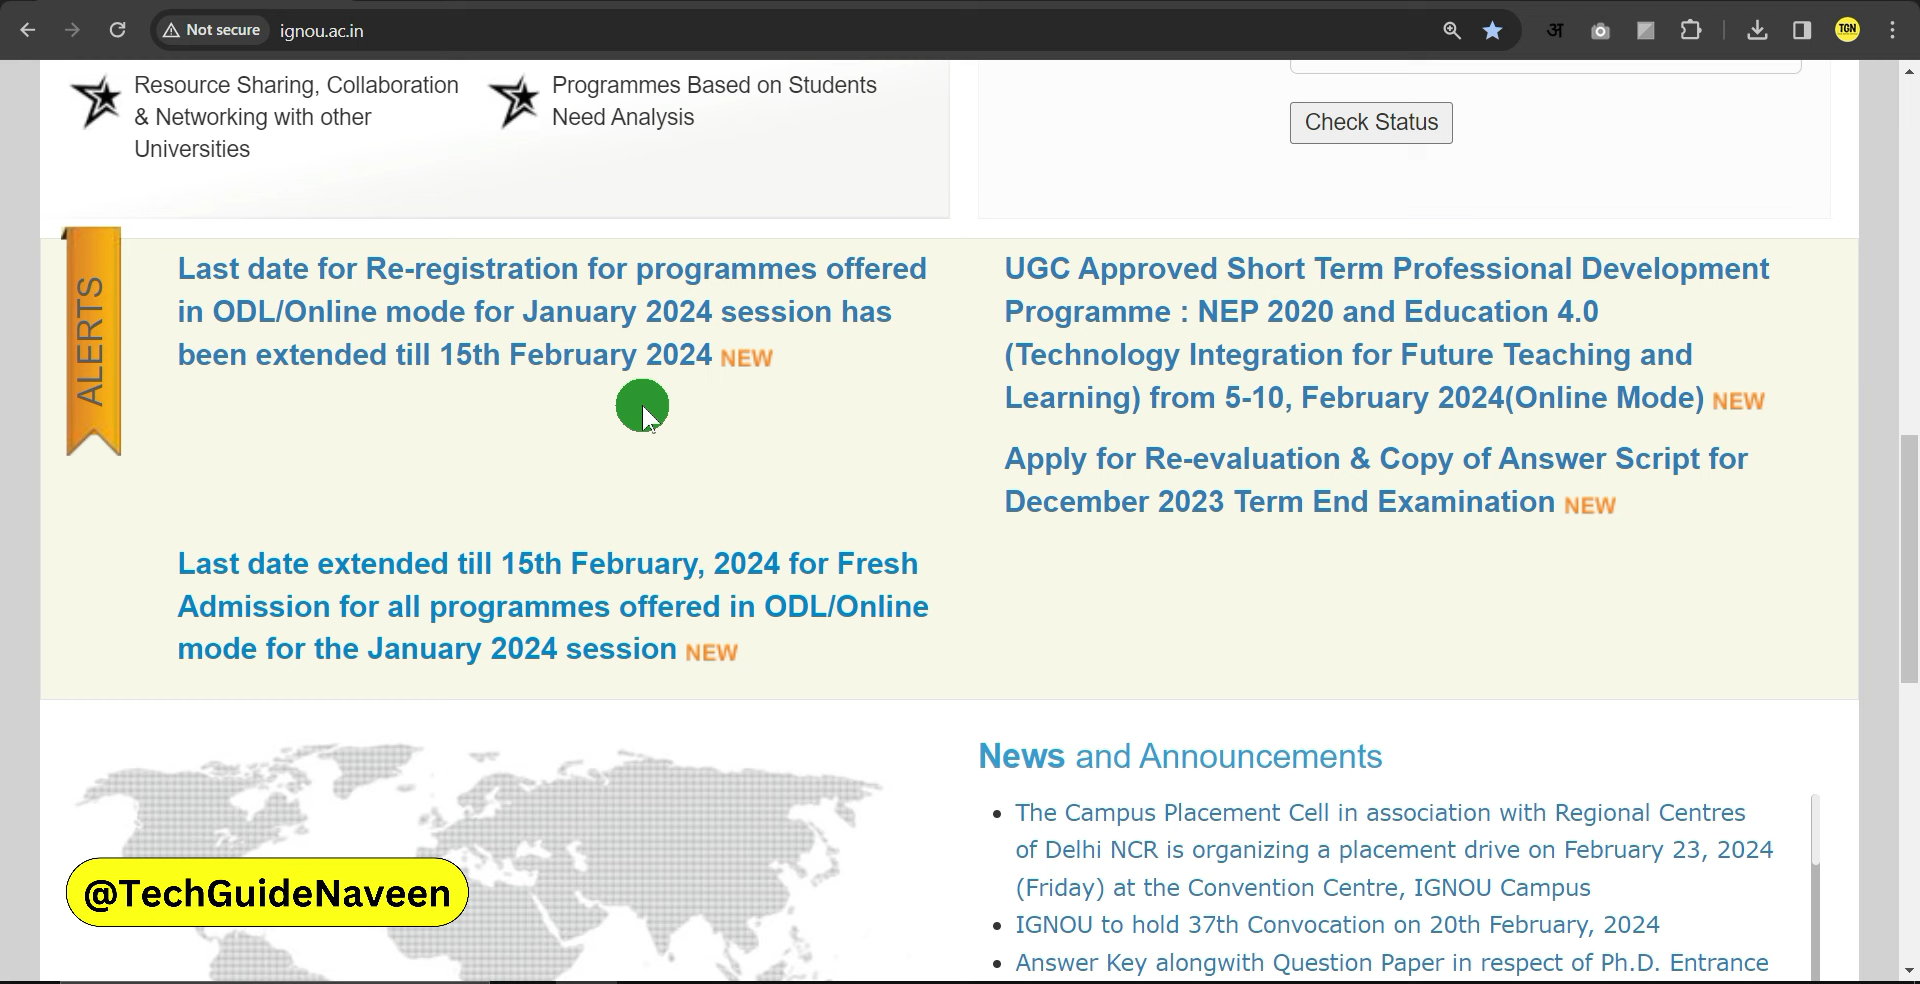 Not secure
ignou.ac.in
अ
TGN
Resource Sharing, Collaboration
& Networking with other
Universities
Programmes Based on Students
Need Analysis
Check Status
ALERTS
Last date for Re-registration for programmes offered
in ODL/Online mode for January 2024 session has
been extended till 15th February 2024 NEW
Last date extended till 15th February, 2024 for Fresh
Admission for all programmes offered in ODL/Online
mode for the January 2024 session NEW
UGC Approved Short Term Professional Development
Programme : NEP 2020 and Education 4.0
(Technology Integration for Future Teaching and
Learning) from 5-10, February 2024(Online Mode) NEW
Apply for Re-evaluation & Copy of Answer Script for
December 2023 Term End Examination NEW
@TechGuideNaveen
News and Announcements
• The Campus Placement Cell in association with Regional Centres
of Delhi NCR is organizing a placement drive on February 23, 2024
(Friday) at the Convention Centre, IGNOU Campus
• IGNOU to hold 37th Convocation on 20th February, 2024
• Answer Key alongwith Question Paper in respect of Ph.D. Entrance